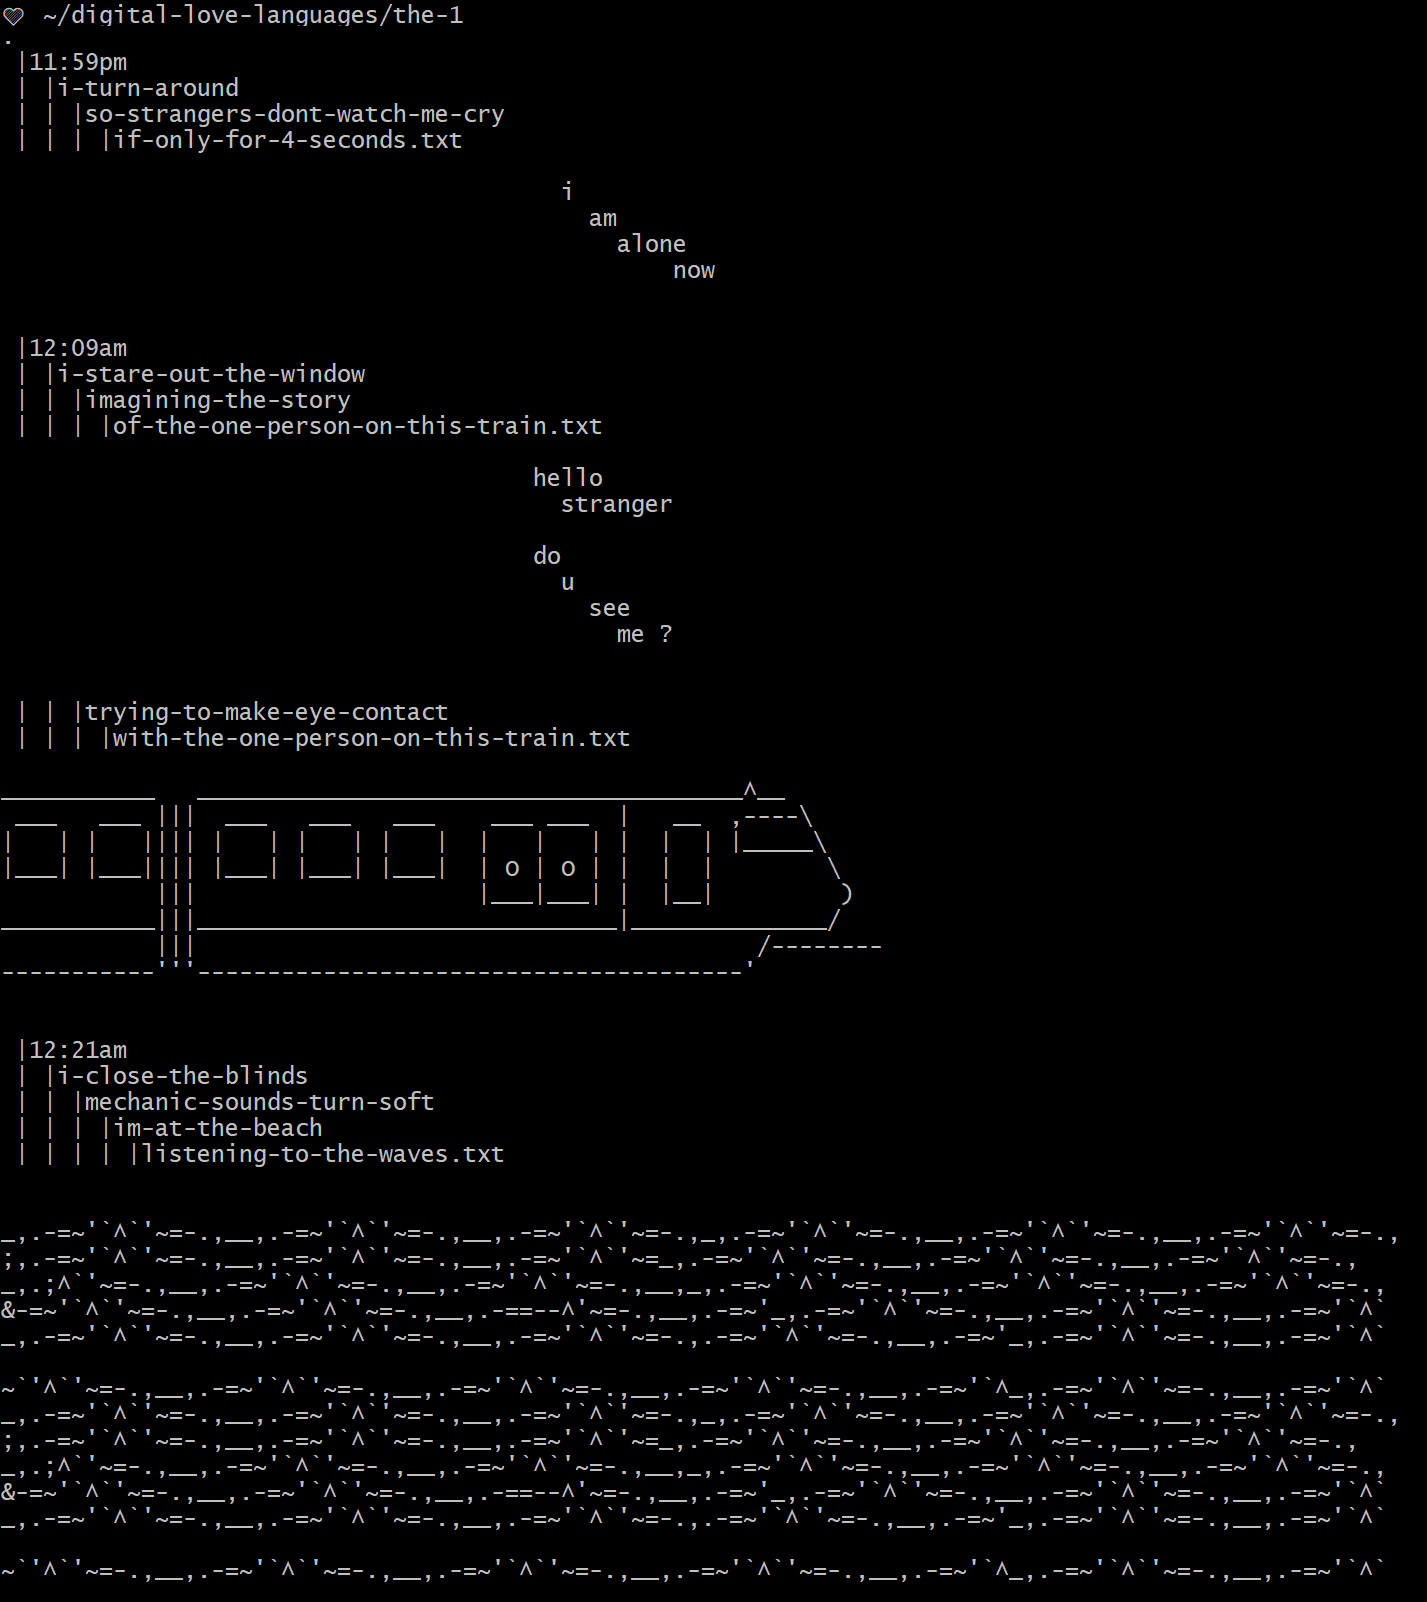 ~/digital-love-languages/the-1
.
|11:59pm
| |i-turn-around
| | |so-strangers-dont-watch-me-cry
| | | |if-only-for-4-seconds.txt
i
am
alone
now
|12:09am
| |i-stare-out-the-window
| | |imagining-the-story
| | | |of-the-one-person-on-this-train.txt
hello
stranger
do
u
see
me ?
| | |trying-to-make-eye-contact
| | | |with-the-one-person-on-this-train.txt
|12:21am
| |i-close-the-blinds
| | |mechanic-sounds-turn-soft
| | | |im-at-the-beach
| | | | |listening-to-the-waves.txt